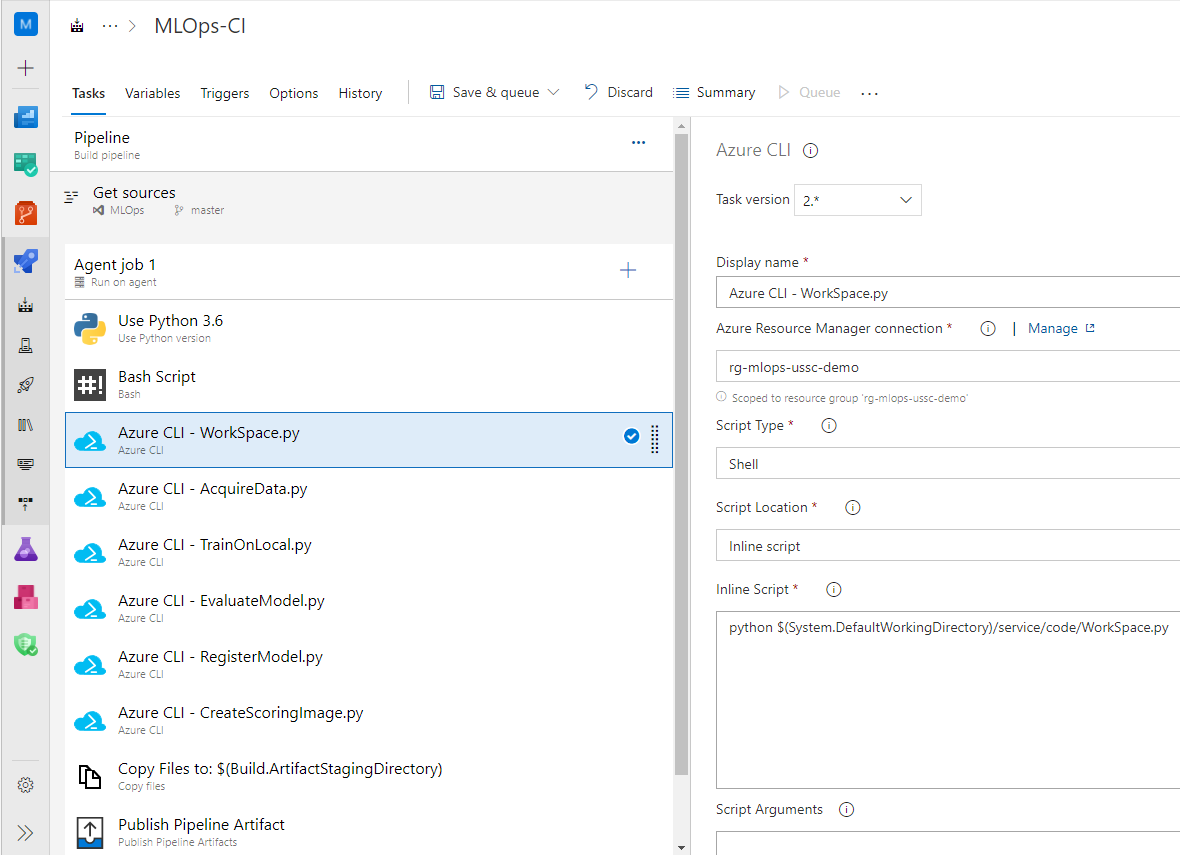 M
··· > MLOps-CI
Tasks Variables Triggers Options History Save & queue Discard Summary Queue ...
Pipeline
Build pipeline
...
Get sources
MLOps master
Agent job 1
Run on agent
Use Python 3.6
Use Python version
#! Bash Script
Bash
Azure CLI - WorkSpace.py
Azure CLI
Azure CLI - AcquireData.py
Azure CLI
Azure CLI - TrainOnLocal.py
Azure CLI
Azure CLI - EvaluateModel.py
Azure CLI
Azure CLI - RegisterModel.py
Azure CLI
Azure CLI - CreateScoringImage.py
Azure CLI
Copy Files to: $(Build.ArtifactStagingDirectory)
Copy files
Publish Pipeline Artifact
Publish Pipeline Artifacts
Azure CLI
Task version 2.*
Display name *
Azure CLI - WorkSpace.py
Azure Resource Manager connection * | Manage
rg-mlops-ussc-demo
Scoped to resource group 'rg-mlops-ussc-demo'
Script Type *
Shell
Script Location *
Inline script
Inline Script *
python $(System.DefaultWorkingDirectory)/service/code/WorkSpace.py
Script Arguments